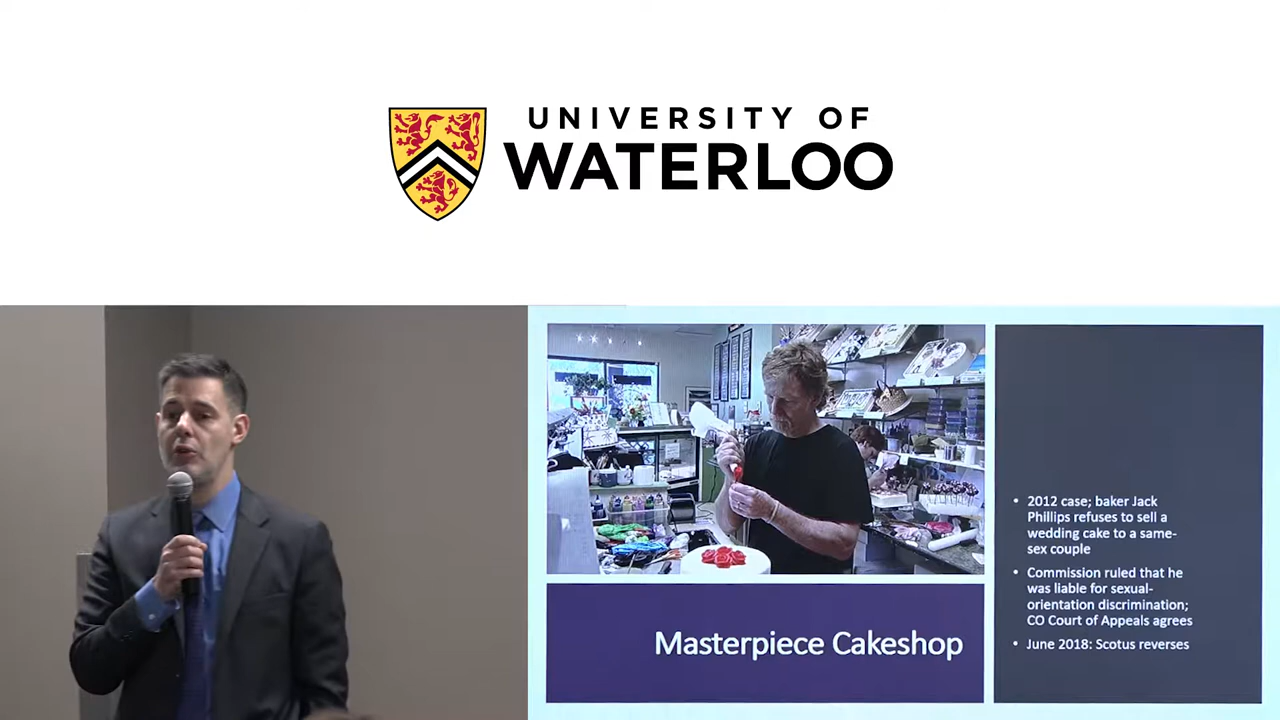 UNIVERSITY OF
WATERLOO
Masterpiece Cakeshop
• 2012 case; baker Jack
Phillips refuses to sell a
wedding cake to a same-
sex couple
• Commission ruled that he
was liable for sexual-
orientation discrimination;
CO Court of Appeals agrees
• June 2018: Scotus reverses